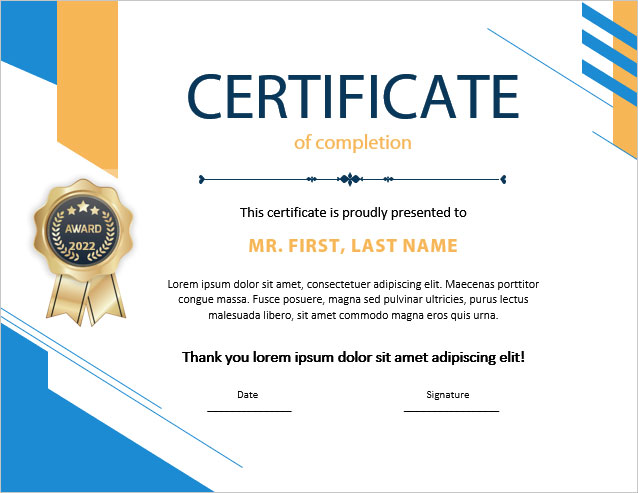 CERTIFICATE
of completion
This certificate is proudly presented to
MR. FIRST, LAST NAME
AWARD
2022
Lorem ipsum dolor sit amet, consectetuer adipiscing elit. Maecenas porttitor
congue massa. Fusce posuere, magna sed pulvinar ultricies, purus lectus
malesuada libero, sit amet commodo magna eros quis urna.
Thank you lorem ipsum dolor sit amet adipiscing elit!
Date
Signature